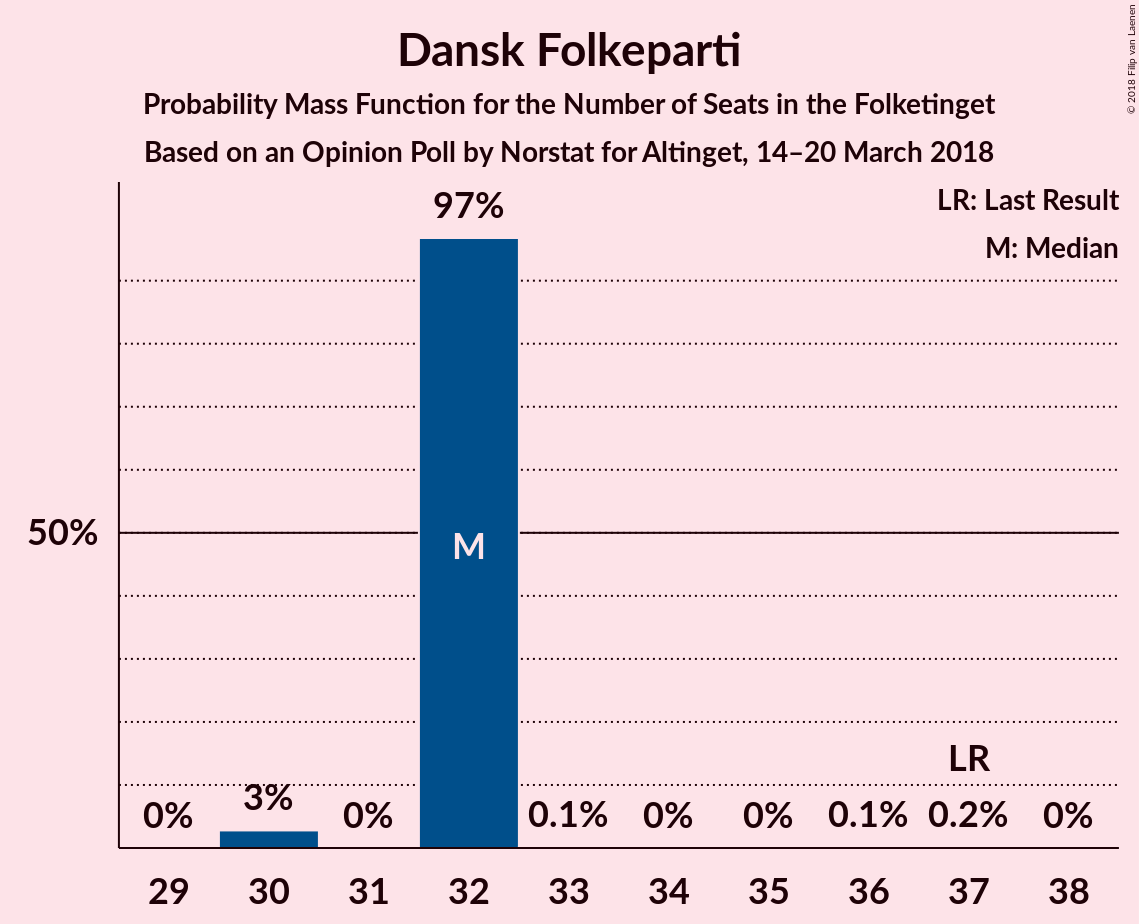 Dansk Folkeparti
Probability Mass Function for the Number of Seats in the Folketinget
Based on an Opinion Poll by Norstat for Altinget, 14–20 March 2018
© 2018 Filip van Laenen
LR: Last Result
M: Median
97%
50%
M
LR
0% 3% 0% 0.1% 0% 0% 0.1% 0.2% 0%
29 30 31 32 33 34 35 36 37 38